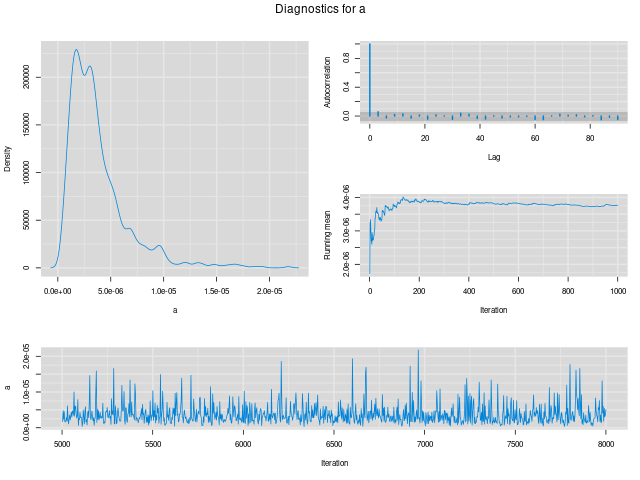 Diagnostics for a
Density
200000
150000
100000
50000
0
0.0e+00 5.0e-06 1.0e-05 1.5e-05 2.0e-05
a
Autocorrelation
0.8
0.4
0.0
0 20 40 60 80
Lag
Running mean
4.0e-06
3.0e-06
2.0e-06
0 200 400 600 800 1000
Iteration
a
2.0e-05
1.0e-05
0.0e+00
5000 5500 6000 6500 7000 7500 8000
Iteration